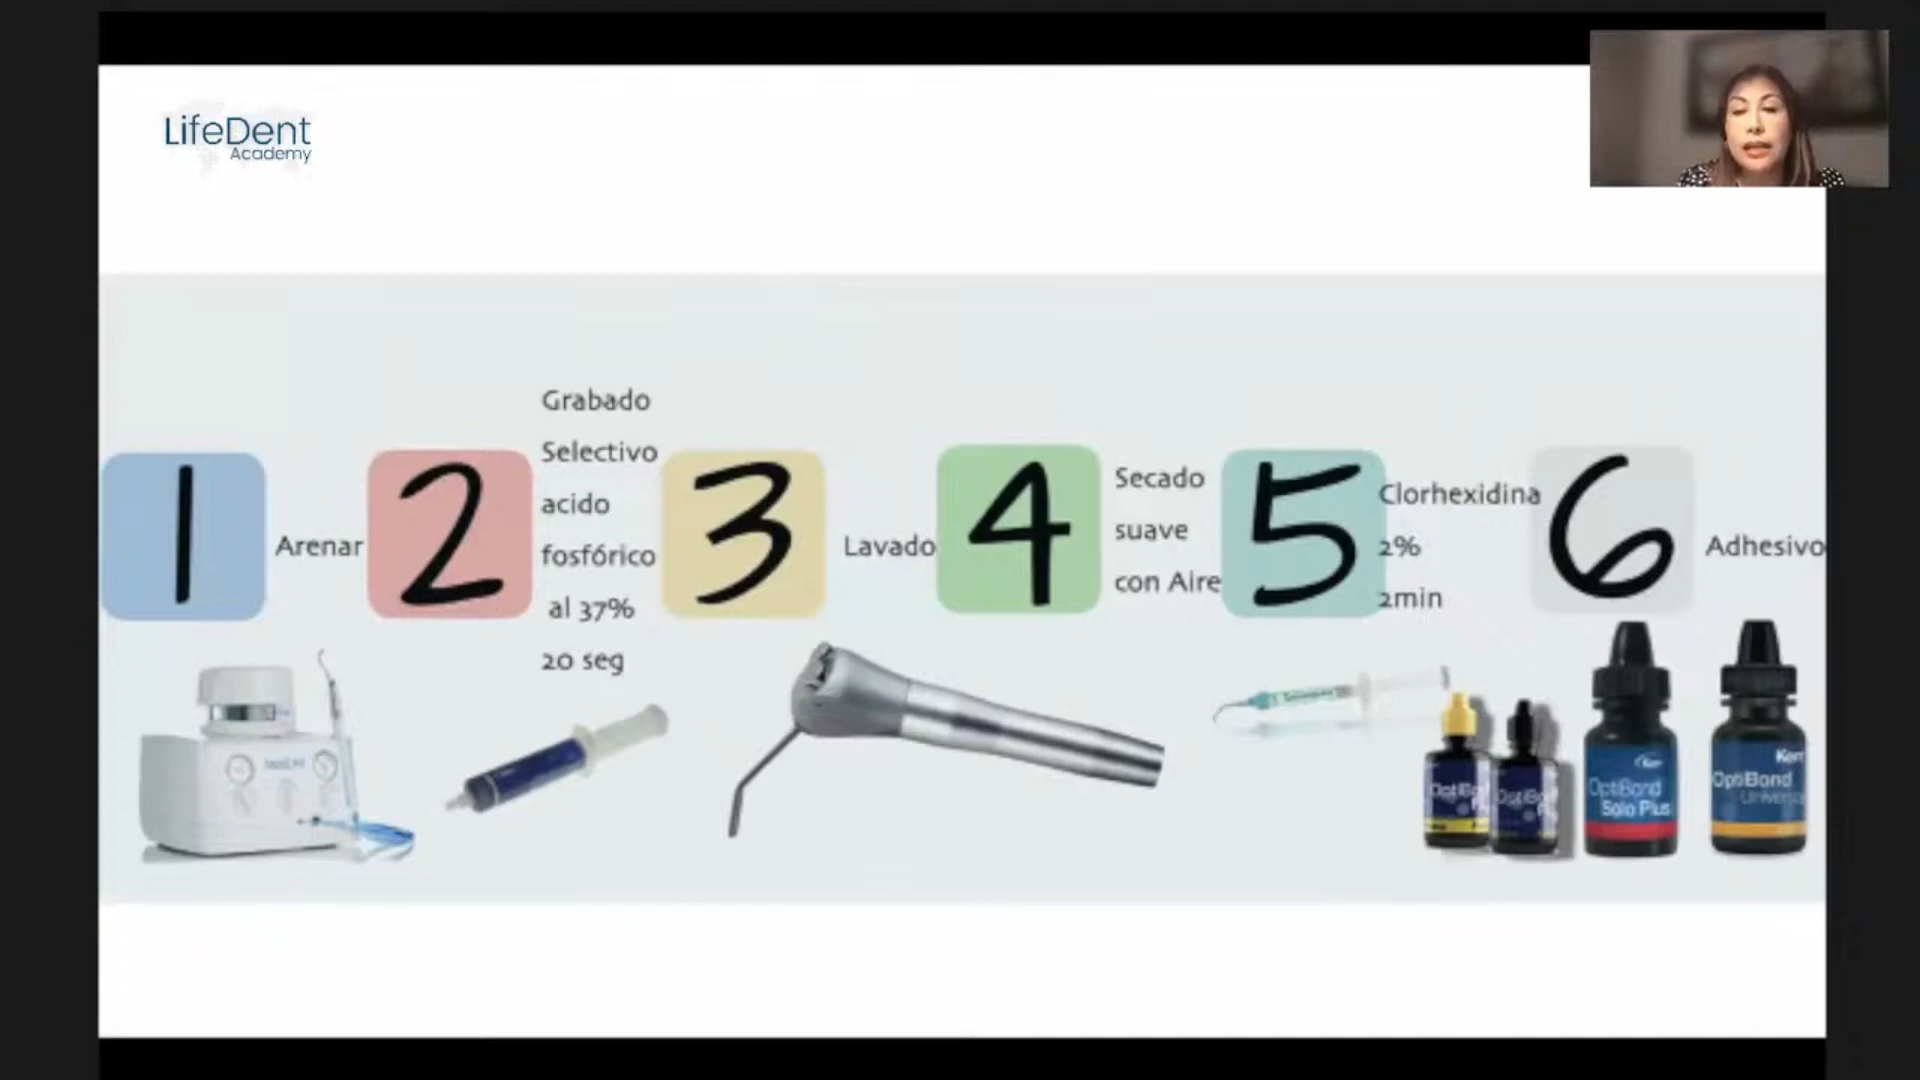 LifeDent
Academy
1
Arenar
2
Grabado
Selectivo
acido
fosfórico
al 37%
20 seg
3
Lavado
4
Secado
suave
con Aire
5
Clorhexidina
2%
2min
6
Adhesivo
OptiBond
Solo Plus
Kerr
OptiBond
Universal